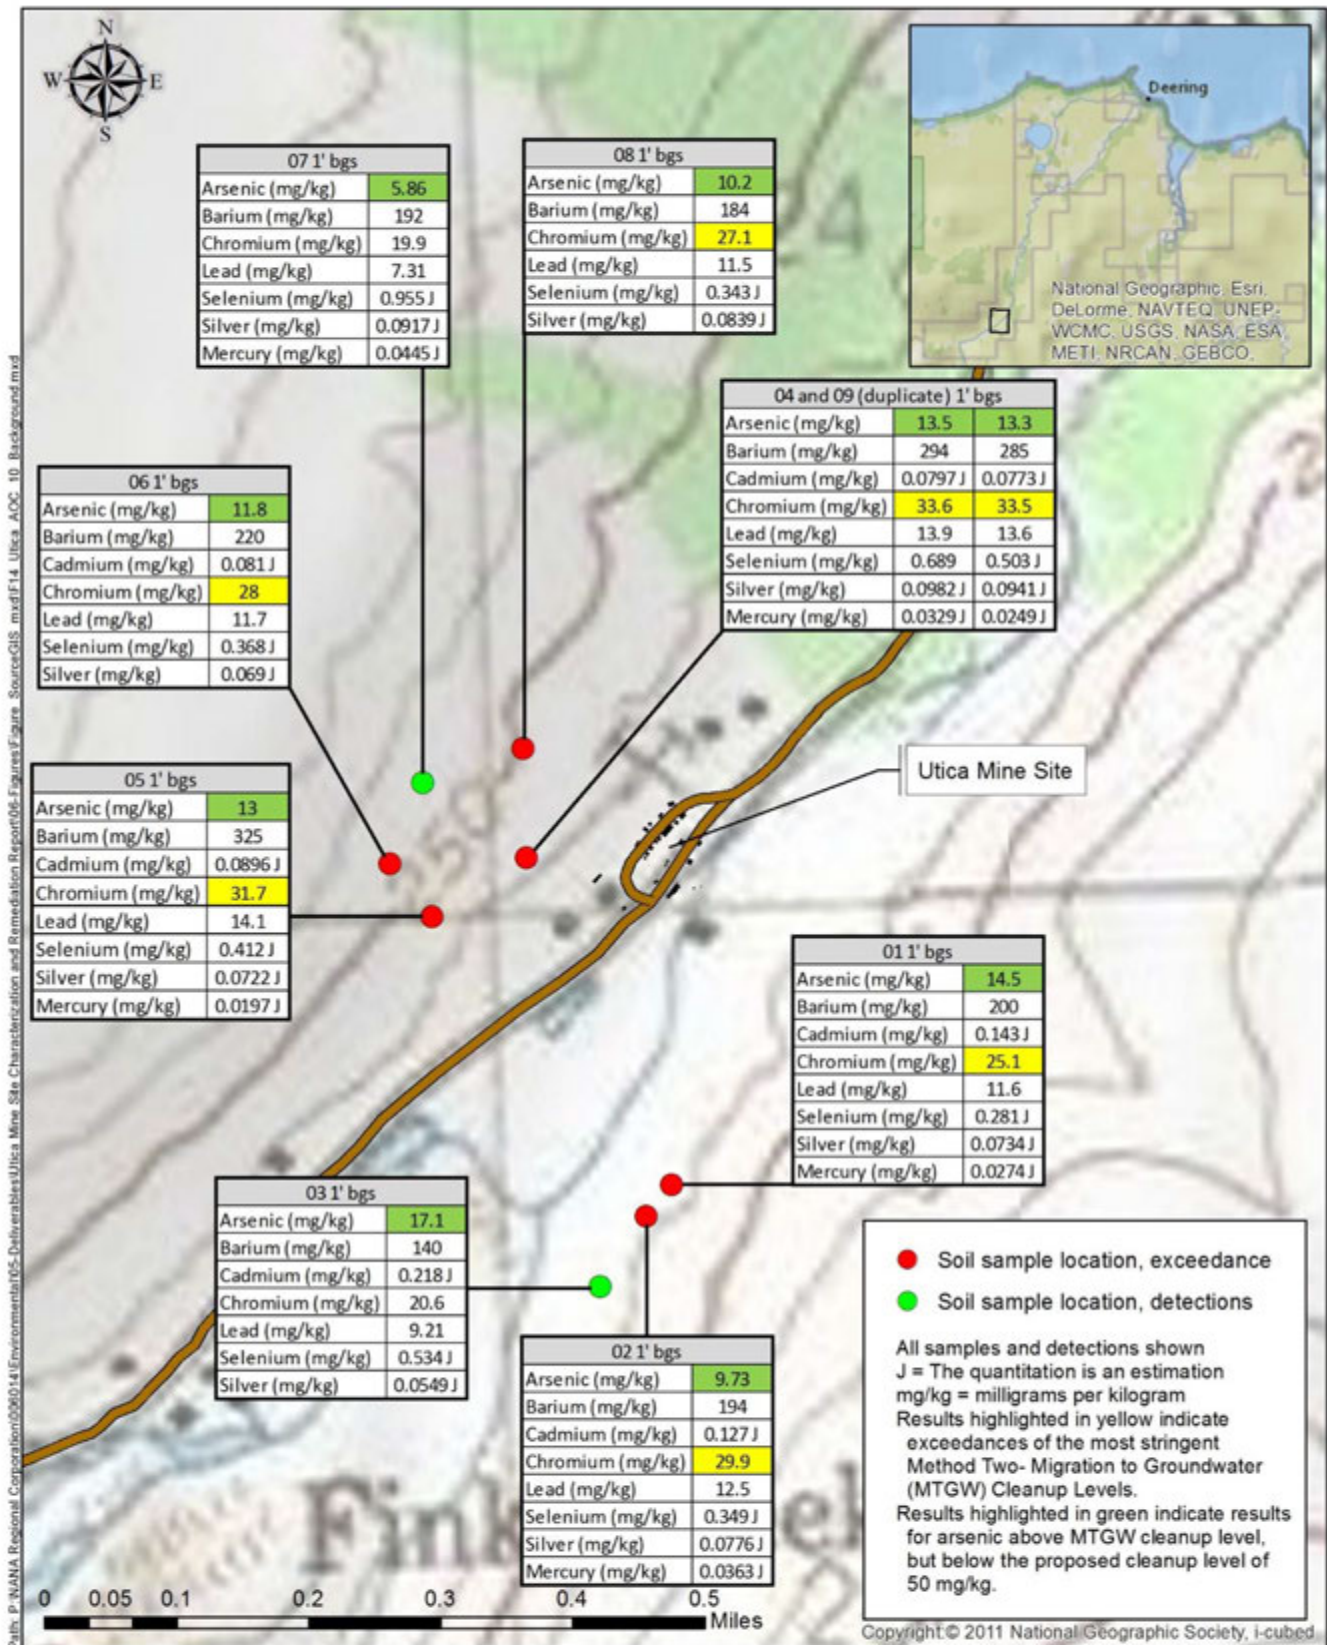 N
W E
S
Deering
National Geographic, Esri,
DeLorme, NAVTEQ, UNEP-
WCMC, USGS, NASA, ESA,
METI, NRCAN, GEBCO,
07 1' bgs
Arsenic (mg/kg) 5.86
Barium (mg/kg) 192
Chromium (mg/kg) 19.9
Lead (mg/kg) 7.31
Selenium (mg/kg) 0.955 J
Silver (mg/kg) 0.0917 J
Mercury (mg/kg) 0.0445 J
08 1' bgs
Arsenic (mg/kg) 10.2
Barium (mg/kg) 184
Chromium (mg/kg) 27.1
Lead (mg/kg) 11.5
Selenium (mg/kg) 0.343 J
Silver (mg/kg) 0.0839 J
04 and 09 (duplicate) 1' bgs
Arsenic (mg/kg) 13.5 13.3
Barium (mg/kg) 294 285
Cadmium (mg/kg) 0.0797 J 0.0773 J
Chromium (mg/kg) 33.6 33.5
Lead (mg/kg) 13.9 13.6
Selenium (mg/kg) 0.689 0.503 J
Silver (mg/kg) 0.0982 J 0.0941 J
Mercury (mg/kg) 0.0329 J 0.0249 J
06 1' bgs
Arsenic (mg/kg) 11.8
Barium (mg/kg) 220
Cadmium (mg/kg) 0.081 J
Chromium (mg/kg) 28
Lead (mg/kg) 11.7
Selenium (mg/kg) 0.368 J
Silver (mg/kg) 0.069 J
Utica Mine Site
05 1' bgs
Arsenic (mg/kg) 13
Barium (mg/kg) 325
Cadmium (mg/kg) 0.0896 J
Chromium (mg/kg) 31.7
Lead (mg/kg) 14.1
Selenium (mg/kg) 0.412 J
Silver (mg/kg) 0.0722 J
Mercury (mg/kg) 0.0197 J
01 1' bgs
Arsenic (mg/kg) 14.5
Barium (mg/kg) 200
Cadmium (mg/kg) 0.143 J
Chromium (mg/kg) 25.1
Lead (mg/kg) 11.6
Selenium (mg/kg) 0.281 J
Silver (mg/kg) 0.0734 J
Mercury (mg/kg) 0.0274 J
03 1' bgs
Arsenic (mg/kg) 17.1
Barium (mg/kg) 140
Cadmium (mg/kg) 0.218 J
Chromium (mg/kg) 20.6
Lead (mg/kg) 9.21
Selenium (mg/kg) 0.534 J
Silver (mg/kg) 0.0549 J
02 1' bgs
Arsenic (mg/kg) 9.73
Barium (mg/kg) 194
Cadmium (mg/kg) 0.127 J
Chromium (mg/kg) 29.9
Lead (mg/kg) 12.5
Selenium (mg/kg) 0.349 J
Silver (mg/kg) 0.0776 J
Mercury (mg/kg) 0.0363 J
Soil sample location, exceedance
Soil sample location, detections
All samples and detections shown
J = The quantitation is an estimation
mg/kg = milligrams per kilogram
Results highlighted in yellow indicate
exceedances of the most stringent
Method Two- Migration to Groundwater
(MTGW) Cleanup Levels.
Results highlighted in green indicate results
for arsenic above MTGW cleanup level,
but below the proposed cleanup level of
50 mg/kg.
0 0.05 0.1 0.2 0.3 0.4 0.5
Miles
Copyright:© 2011 National Geographic Society, i-cubed
Path: P:\NANA Regional Corporation\006014\Environmental\05-Deliverables\Utica Mine Site Characterization and Remediation Report\06-Figures\Figure_SourceGIS_mxd\F14_Utica_AOC_10_Background.mxd